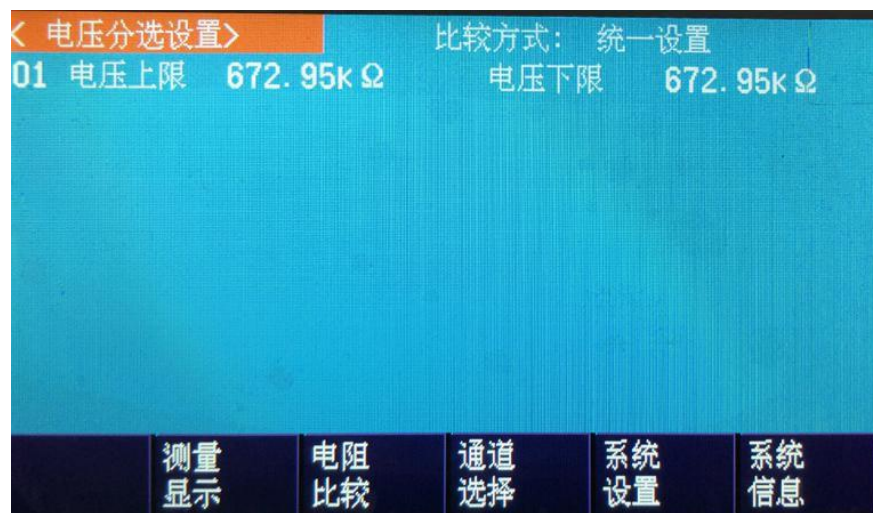 < 电压分选设置> 比较方式: 统一设置
01 电压上限 672.95kΩ 电压下限 672.95kΩ
测量 电阻 通道 系统 系统
显示 比较 选择 设置 信息